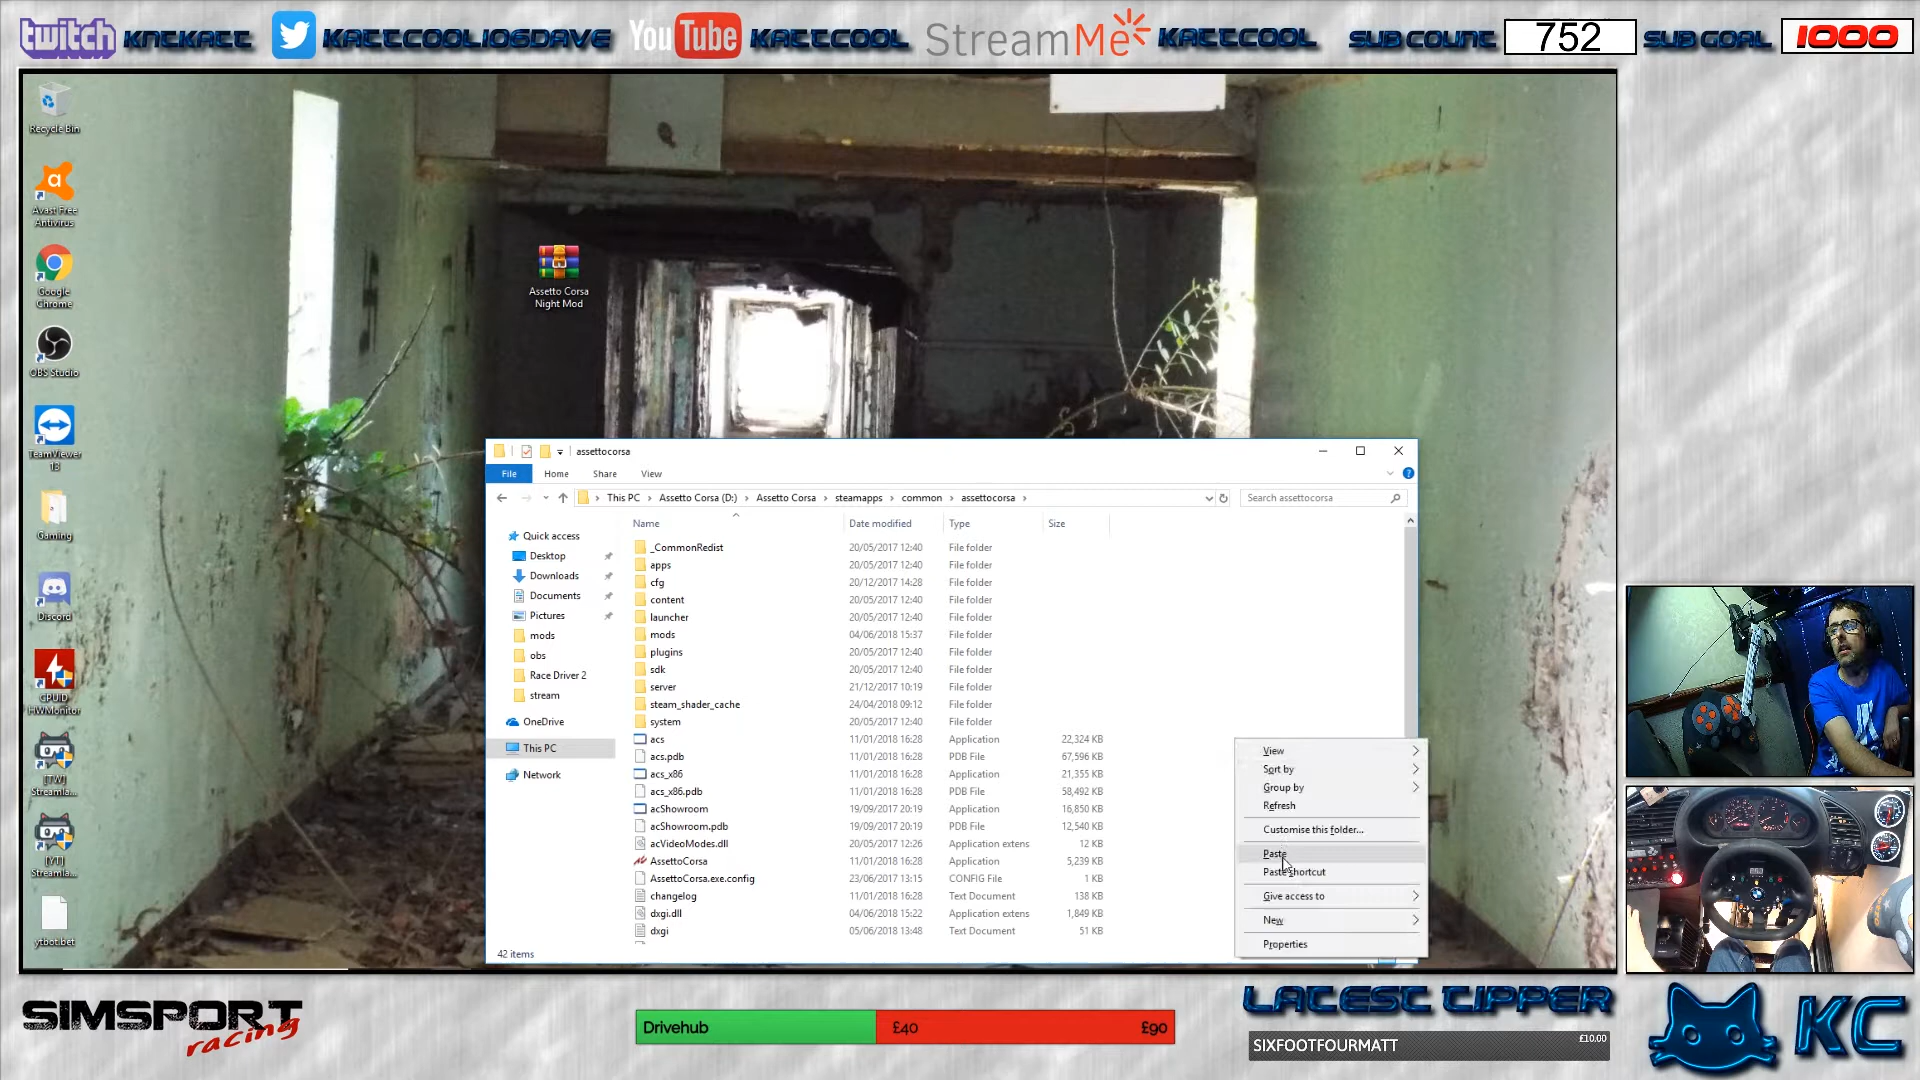 twitch KNTKATT KATTCOOL106DAVE YouTube KATTCOOL StreamMe KATTCOOL SUB COUNT 752 SUB GOAL 1000
Recycle Bin
Avast Free
Antivirus
Google
Chrome
OBS Studio
TeamViewer
13
Gaming
Discord
CPUID
HWMonitor
[TW]
Streamla...
[YT]
Streamla...
ytbot.bet
Assetto Corsa
Night Mod
assettocorsa
File Home Share View
This PC Assetto Corsa (D:) Assetto Corsa steamapps common assettocorsa
Search assettocorsa
Quick access
Desktop
Downloads
Documents
Pictures
mods
obs
Race Driver 2
stream
OneDrive
This PC
Network
Name Date modified Type Size
_CommonRedist 20/05/2017 12:40 File folder
apps 20/05/2017 12:40 File folder
cfg 20/12/2017 14:28 File folder
content 20/05/2017 12:40 File folder
launcher 20/05/2017 12:40 File folder
mods 04/06/2018 15:37 File folder
plugins 20/05/2017 12:40 File folder
sdk 20/05/2017 12:40 File folder
server 21/12/2017 10:19 File folder
steam_shader_cache 24/04/2018 09:12 File folder
system 20/05/2017 12:40 File folder
acs 11/01/2018 16:28 Application 22,324 KB
acs.pdb 11/01/2018 16:28 PDB File 67,596 KB
acs_x86 11/01/2018 16:28 Application 21,355 KB
acs_x86.pdb 11/01/2018 16:28 PDB File 58,492 KB
acShowroom 19/09/2017 20:19 Application 16,850 KB
acShowroom.pdb 19/09/2017 20:19 PDB File 12,540 KB
acVideoModes.dll 20/05/2017 12:26 Application extens 12 KB
AssettoCorsa 11/01/2018 16:28 Application 5,239 KB
AssettoCorsa.exe.config 23/06/2017 13:15 CONFIG File 1 KB
changelog 11/01/2018 16:28 Text Document 138 KB
dxgi.dll 04/06/2018 15:22 Application extens 1,849 KB
dxgi 05/06/2018 13:48 Text Document 51 KB
42 items
View
Sort by
Group by
Refresh
Customise this folder...
Paste
Paste shortcut
Give access to
New
Properties
SIMSPORT
racing
Drivehub £40 £90
LATEST TIPPER
SIXFOOTFOURMATT £10.00
KC